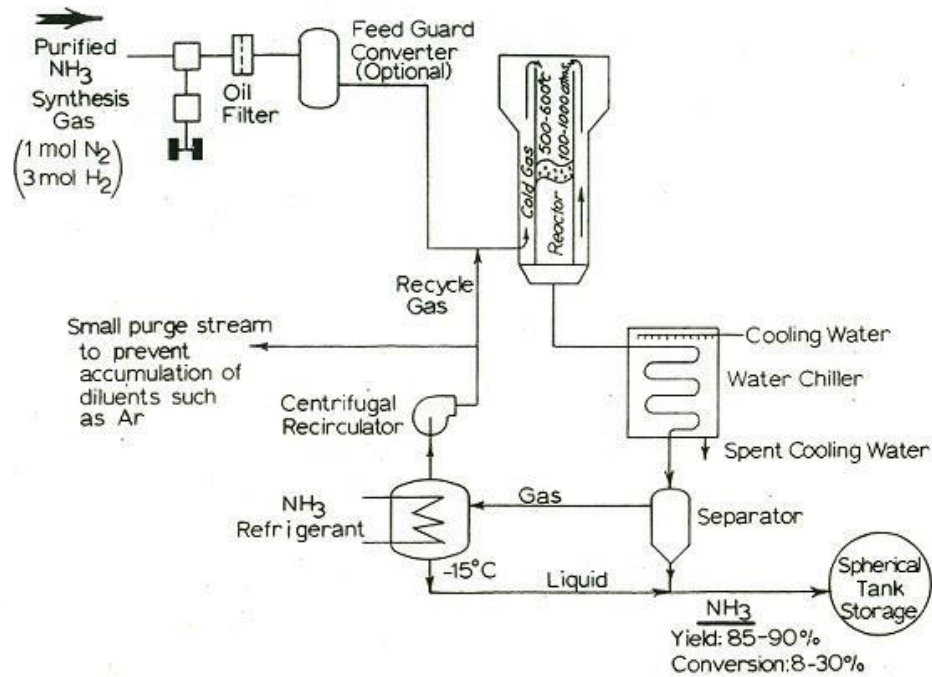 Purified
NH₃
Synthesis
Gas
(1 mol N₂
3 mol H₂)
Oil
Filter
Feed Guard
Converter
(Optional)
Cold Gas
500-600°C
100-1000 atms
Reactor
Recycle
Gas
Small purge stream
to prevent
accumulation of
diluents such
as Ar
Centrifugal
Recirculator
Cooling Water
Water Chiller
Spent Cooling Water
NH₃
Refrigerant
Gas
Separator
-15°C
Liquid
Spherical
Tank
Storage
NH₃
Yield: 85-90%
Conversion: 8-30%